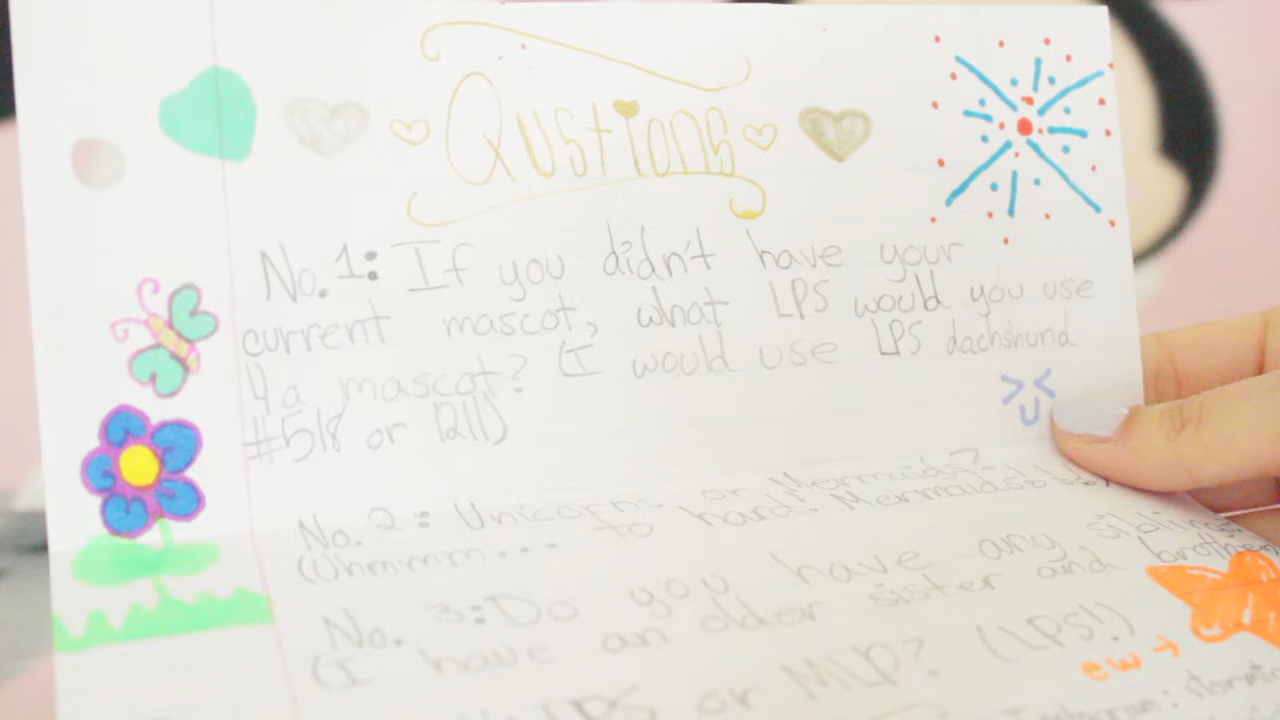 Qustions
No. 1: If you didn't have your
current mascot, what LPS would you use
4 a mascot? (I would use LPS dachshund
#518 or 1211)
No. 2: Unicorns or Mermaids?
(Uhmmm... to hard! Mermaids
No. 3: Do you have any sibling
(I have an older sister and brother
LPS or MLP? (LPS!)
ew →